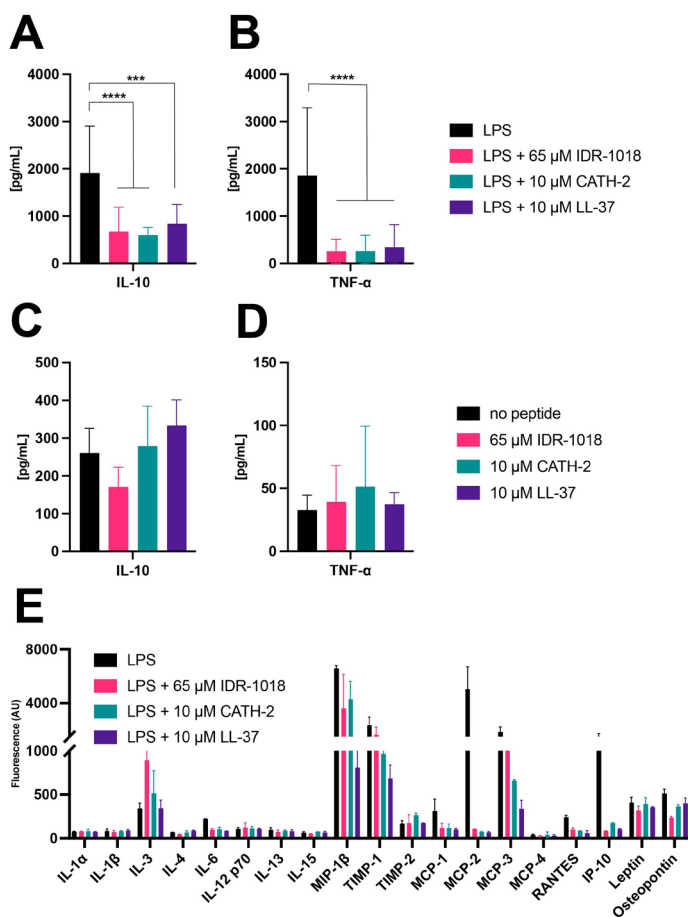 A
B
4000
3000
2000
1000
0
[pg/mL]
***
****
IL-10
4000
3000
2000
1000
0
[pg/mL]
****
TNF-α
LPS
LPS + 65 µM IDR-1018
LPS + 10 µM CATH-2
LPS + 10 µM LL-37
C
D
500
400
300
200
100
0
[pg/mL]
IL-10
150
100
50
0
[pg/mL]
TNF-α
no peptide
65 µM IDR-1018
10 µM CATH-2
10 µM LL-37
E
8000
4000
1000
500
0
Fluorescence (AU)
LPS
LPS + 65 µM IDR-1018
LPS + 10 µM CATH-2
LPS + 10 µM LL-37
IL-1α
IL-1β
IL-3
IL-4
IL-6
IL-12 p70
IL-13
IL-15
MIP-1β
TIMP-1
TIMP-2
MCP-1
MCP-2
MCP-3
MCP-4
RANTES
IP-10
Leptin
Osteopontin